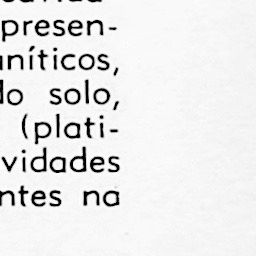 presen-
níticos,
do solo,
(plati-
vidades
ntes na